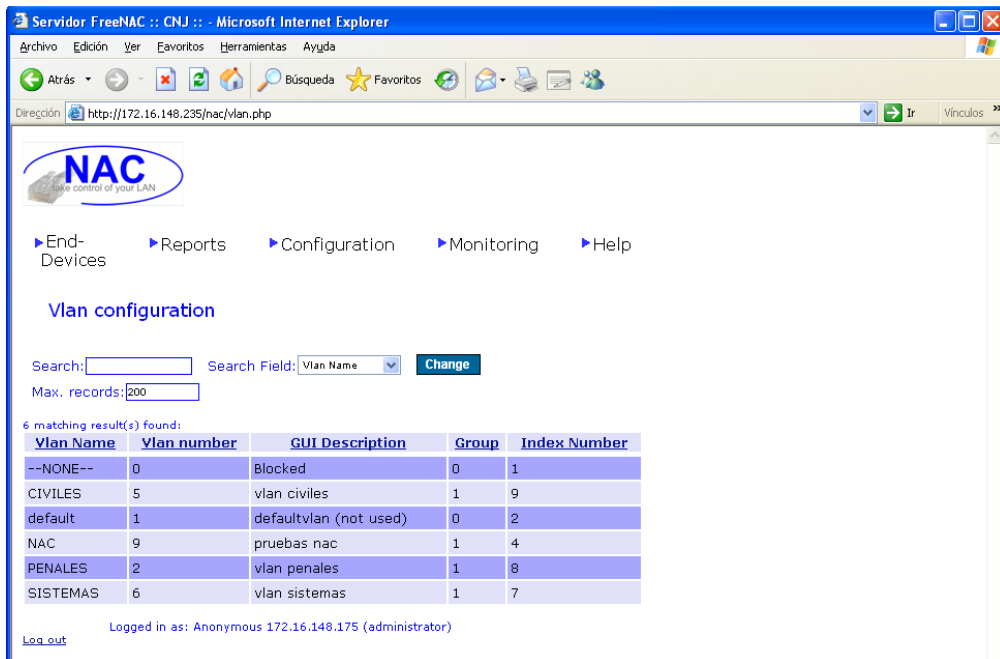 Servidor FreeNAC :: CNJ :: - Microsoft Internet Explorer
Archivo Edición Ver Favoritos Herramientas Ayuda
Atrás Búsqueda Favoritos
Dirección http://172.16.148.235/nac/vlan.php Ir Vínculos »
NAC
take control of your LAN
End-Devices Reports Configuration Monitoring Help
Vlan configuration
Search: Search Field: Vlan Name Change
Max. records: 200
6 matching result(s) found:
Vlan Name Vlan number GUI Description Group Index Number
--NONE-- 0 Blocked 0 1
CIVILES 5 vlan civiles 1 9
default 1 defaultvlan (not used) 0 2
NAC 9 pruebas nac 1 4
PENALES 2 vlan penales 1 8
SISTEMAS 6 vlan sistemas 1 7
Logged in as: Anonymous 172.16.148.175 (administrator)
Log out